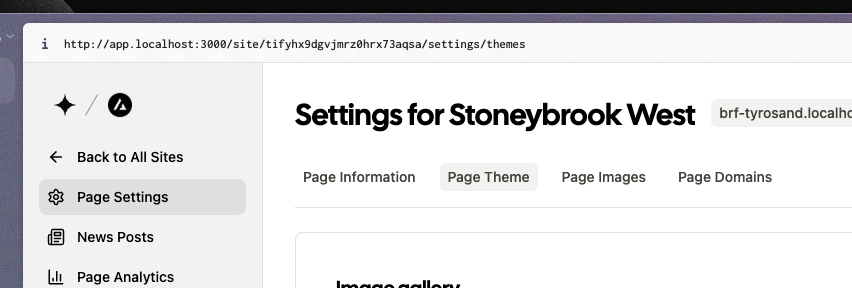 i http://app.localhost:3000/site/tifyhx9dgvjmrz0hrx73aqsa/settings/themes
Settings for Stoneybrook West brf-tyrosand.localho
Back to All Sites
Page Information Page Theme Page Images Page Domains
Page Settings
News Posts
Page Analytics
Image gallery